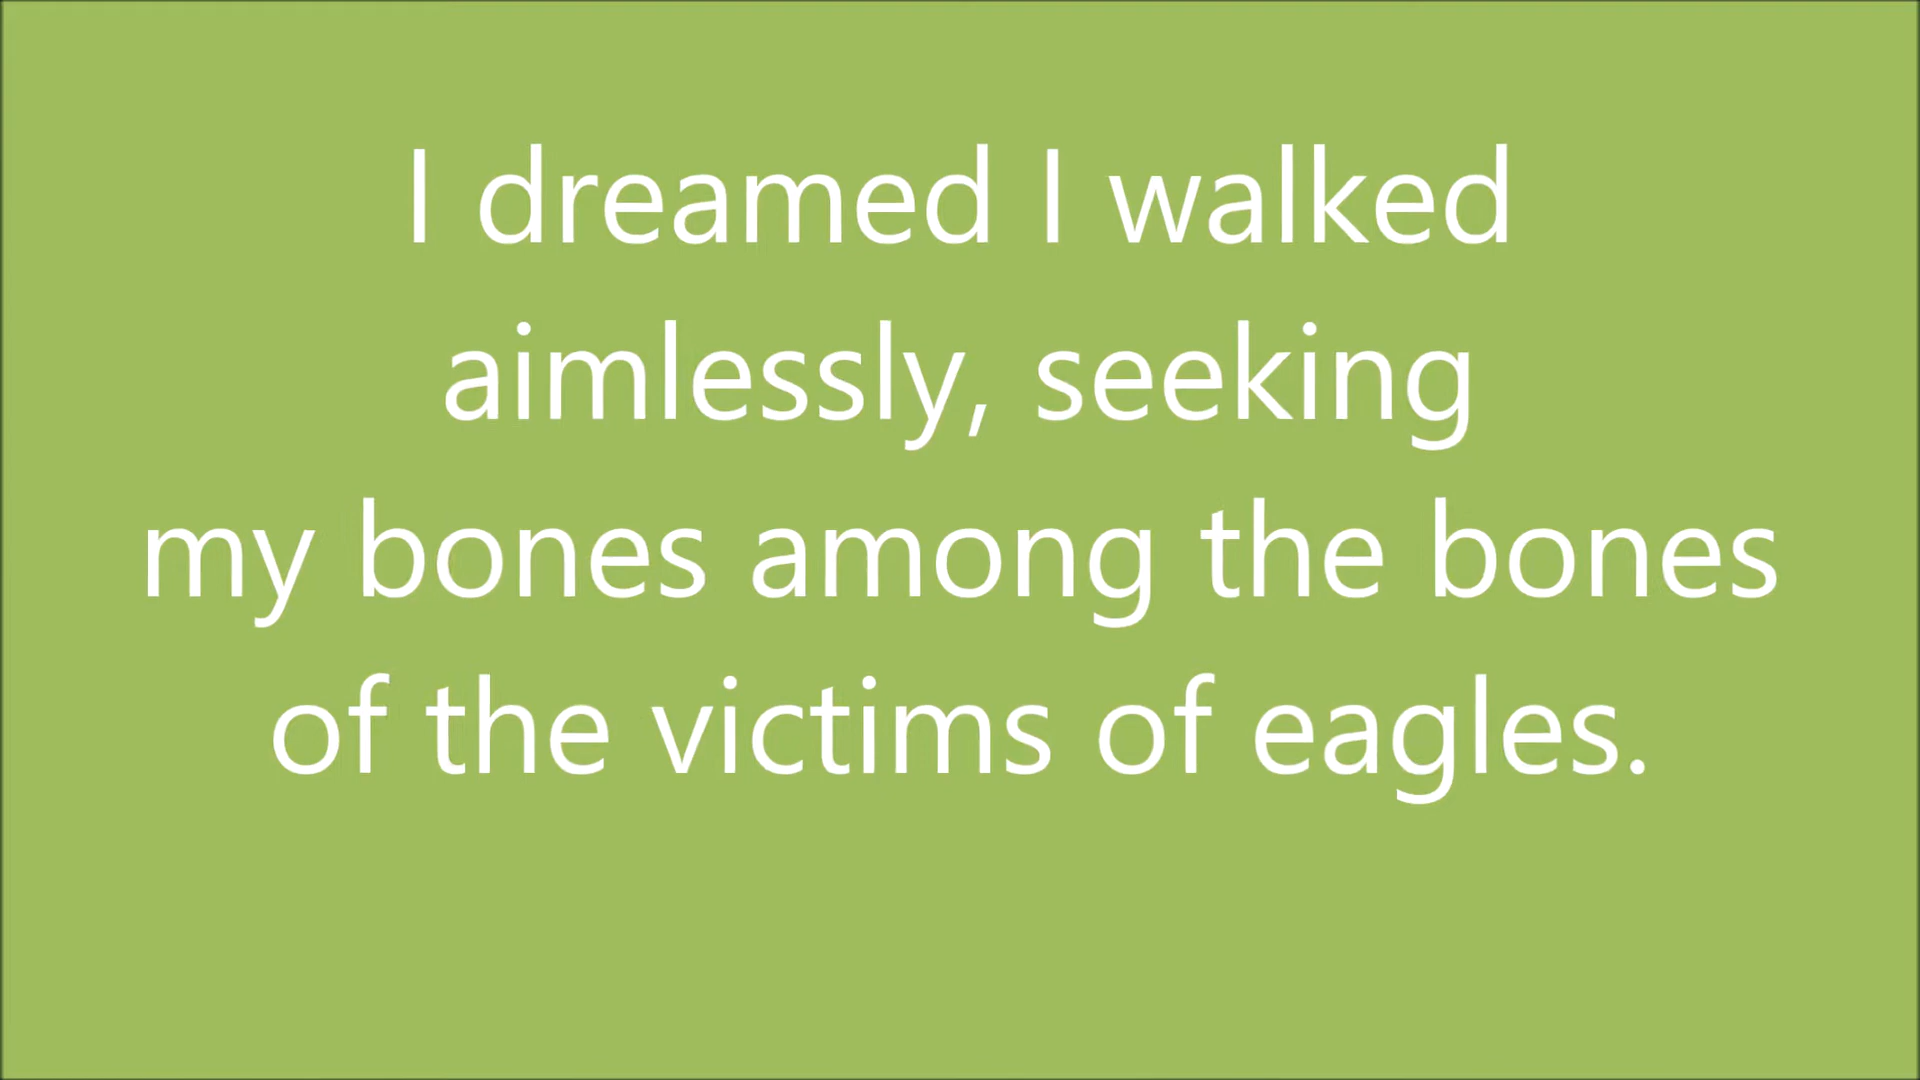 I dreamed I walked
aimlessly, seeking
my bones among the bones
of the victims of eagles.